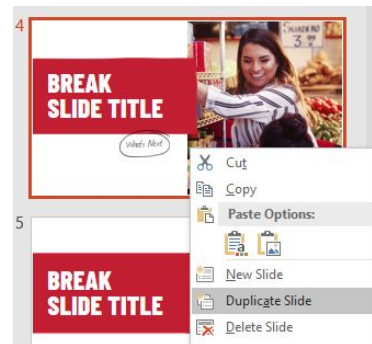 4
BREAK
SLIDE TITLE
What's Next
Cut
Copy
Paste Options:
a
New Slide
Duplicate Slide
Delete Slide
5
BREAK
SLIDE TITLE